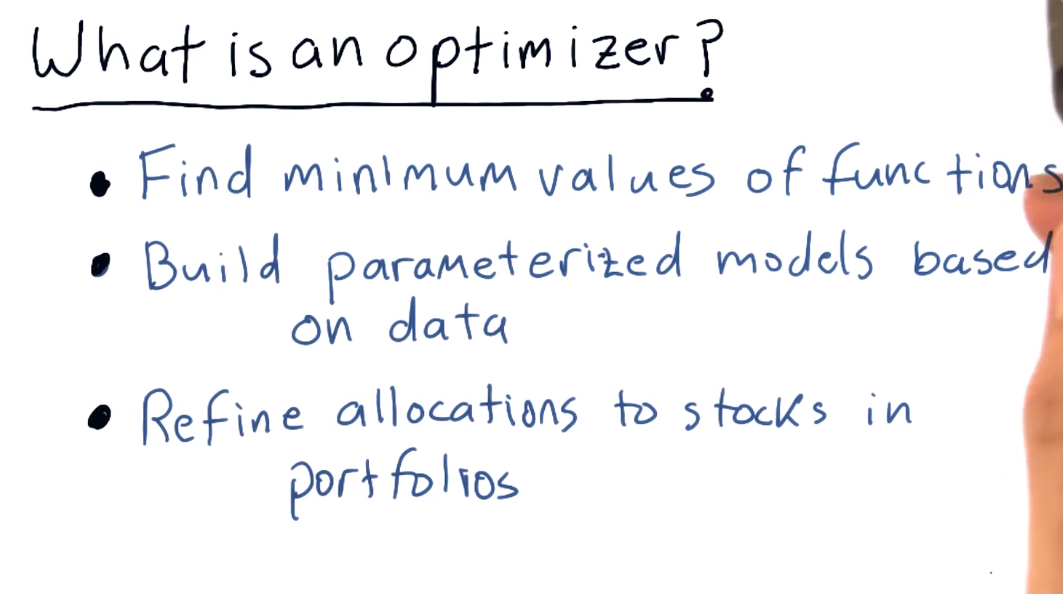 What is an optimizer?
• Find minimum values of functions
• Build parameterized models based
on data
• Refine allocations to stocks in
portfolios